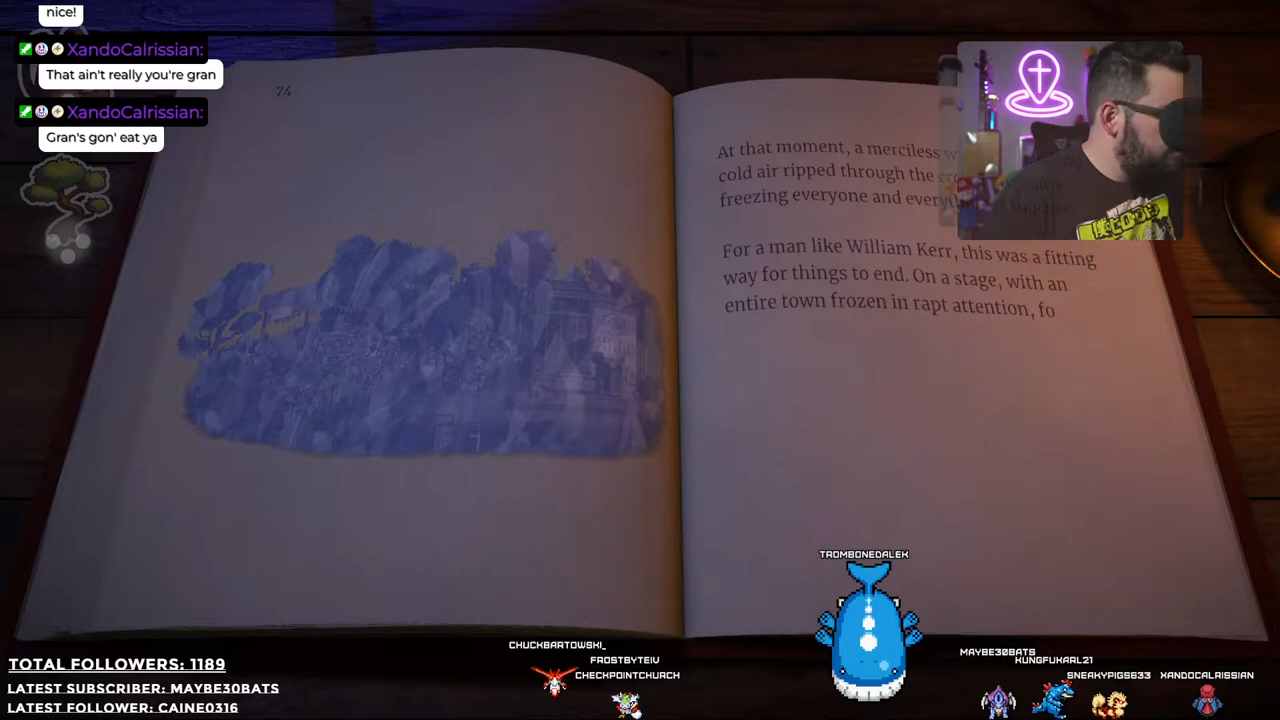 nice!
XandoCalrissian:
That ain't really you're gran
XandoCalrissian:
Gran's gon' eat ya
74
At that moment, a merciless
cold air ripped through the
freezing everyone and
For a man like William Kerr, this was a fitting
way for things to end. On a stage, with an
entire town frozen in rapt attention, fo
TROMBONEDALEK
CHUCKBARTOWSKI_
FROSTBYTEIV
CHECKPOINTCHURCH
MAYBE30BATS
KUNGFUKARL21
SNEAKYPIGS633
XANDOCALRISSIAN
TOTAL FOLLOWERS: 1189
LATEST SUBSCRIBER: MAYBE30BATS
LATEST FOLLOWER: CAINE0316